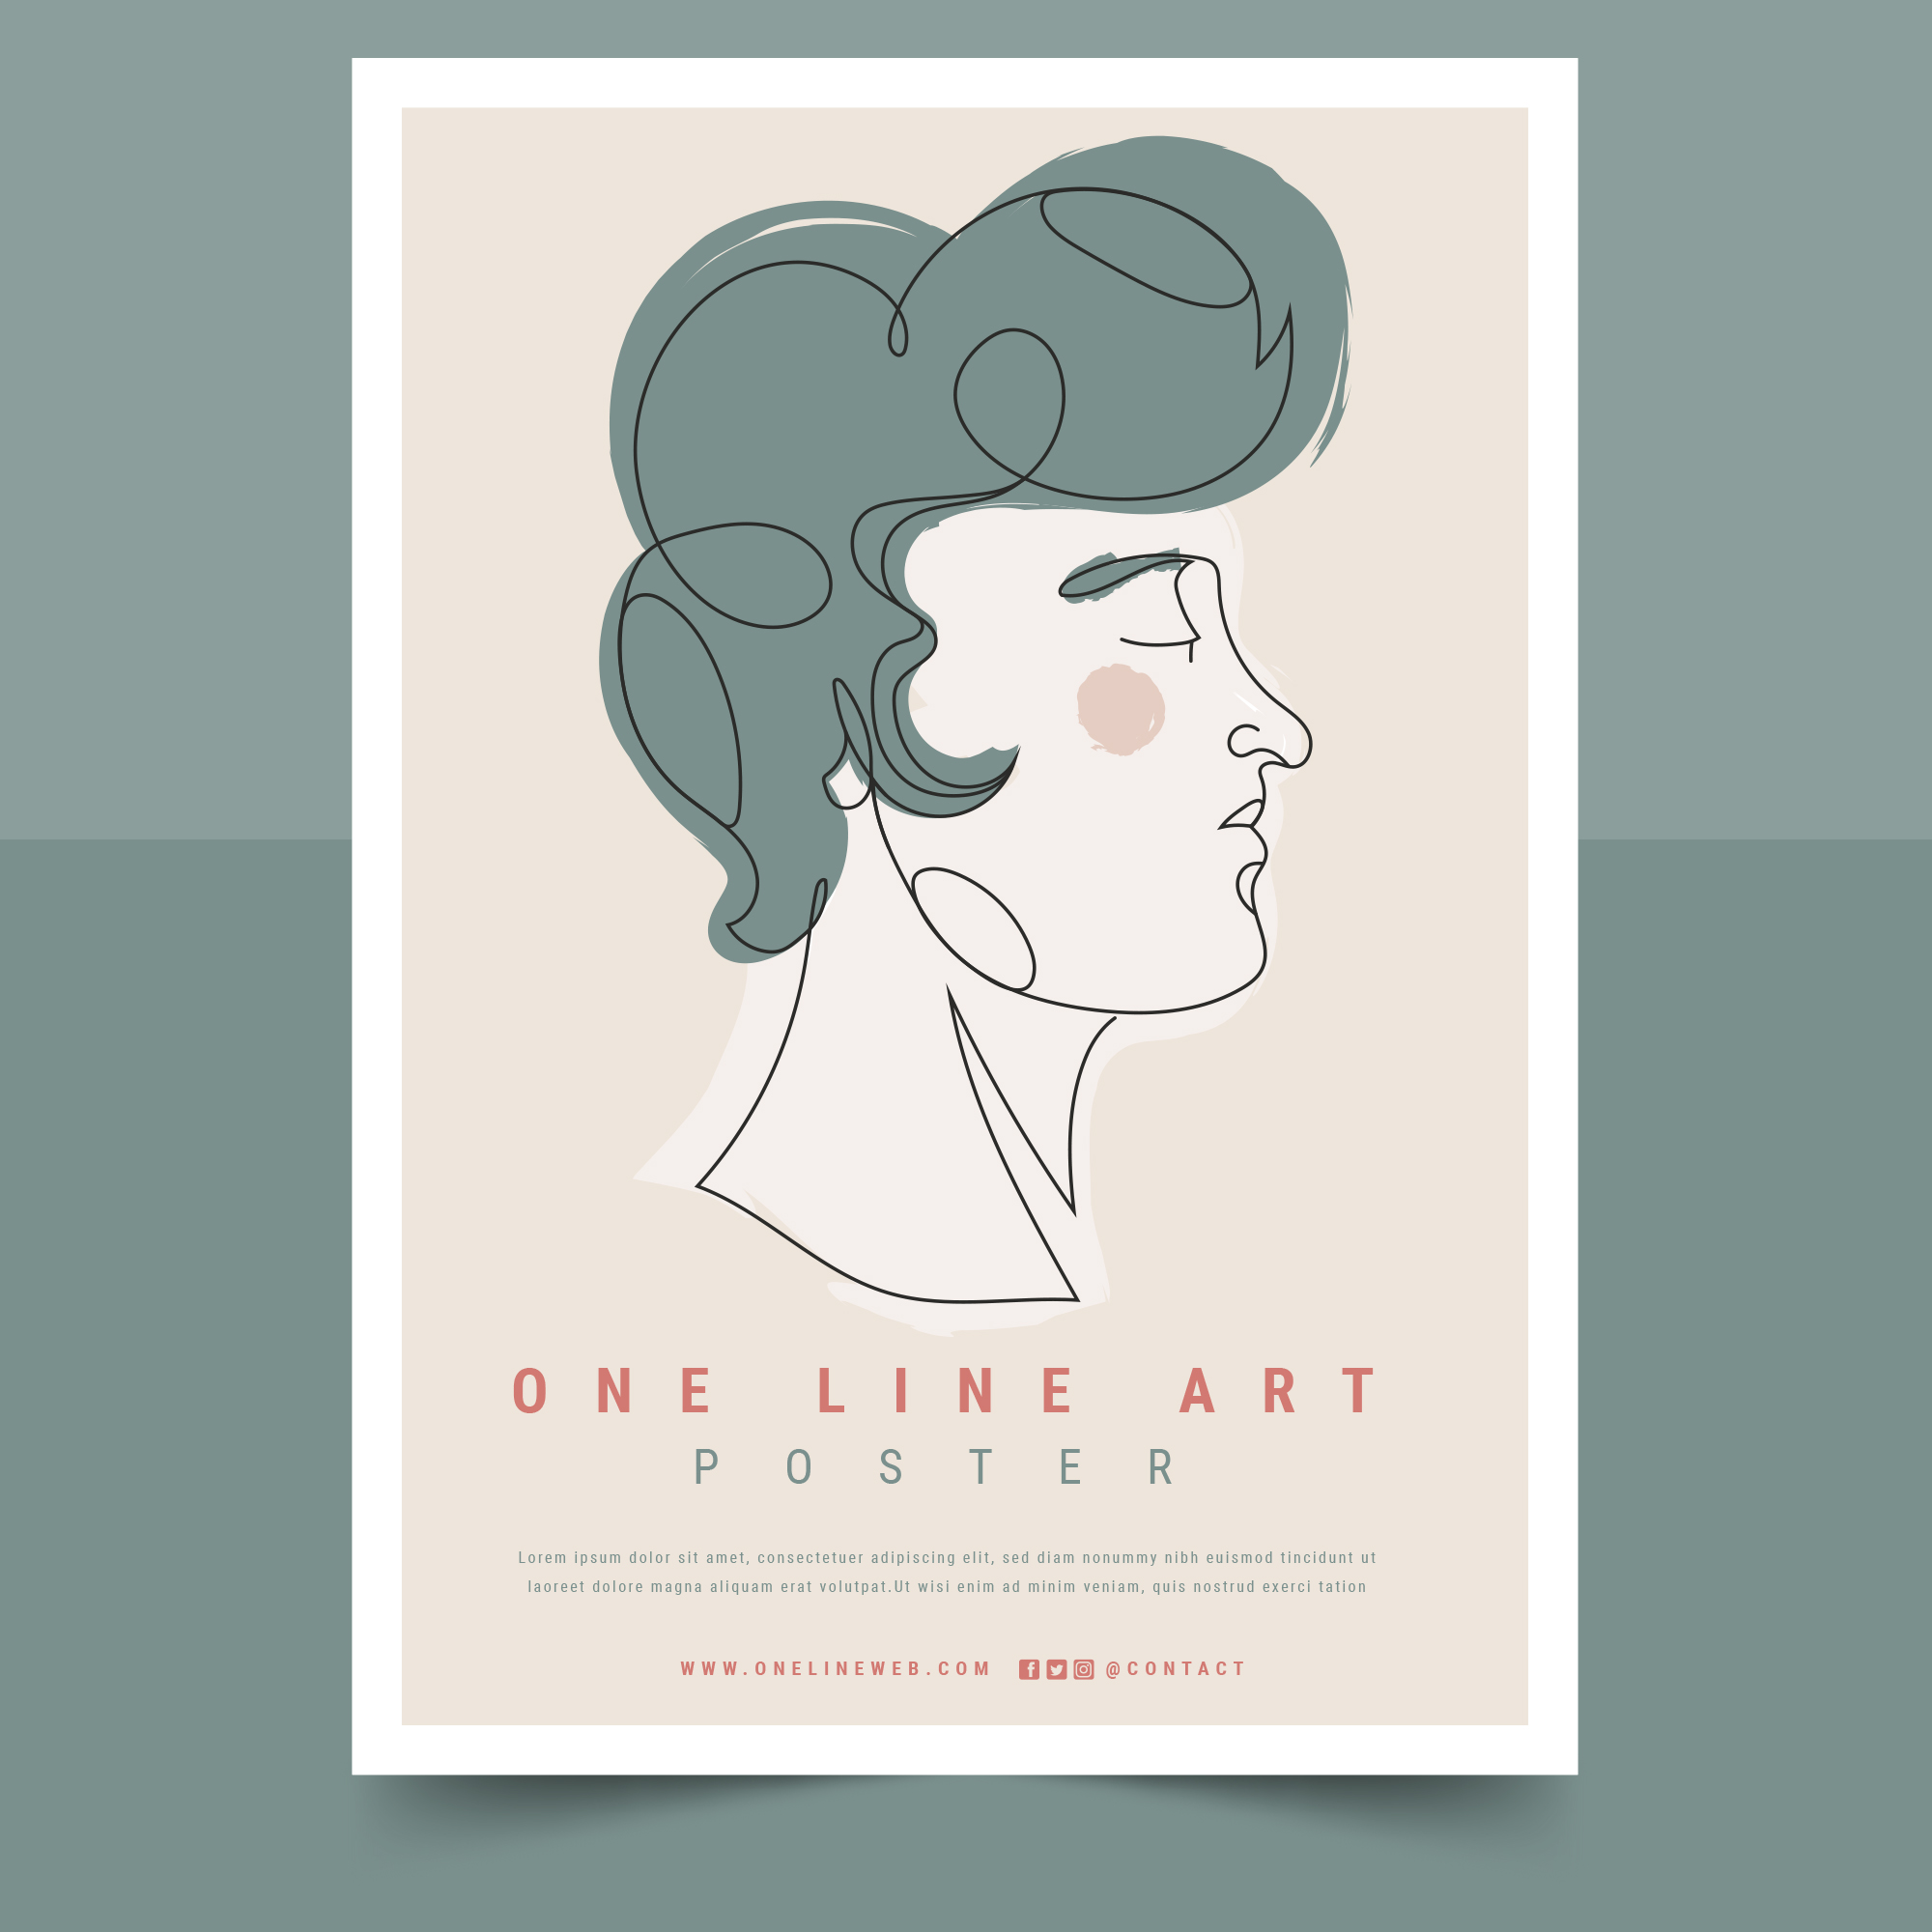 ONE LINE ART
POSTER
Lorem ipsum dolor sit amet, consectetuer adipiscing elit, sed diam nonummy nibh euismod tincidunt ut
laoreet dolore magna aliquam erat volutpat.Ut wisi enim ad minim veniam, quis nostrud exerci tation
WWW.ONELINEWEB.COM @CONTACT